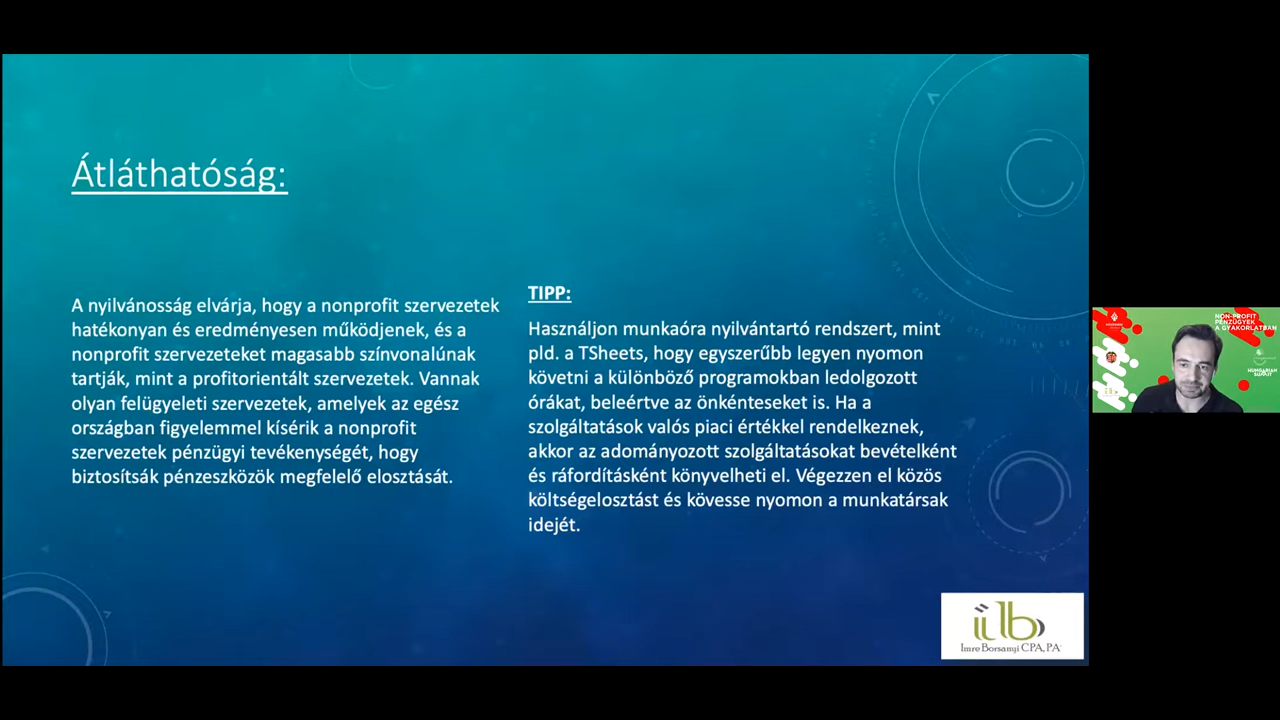 Átláthatóság:
A nyilvánosság elvárja, hogy a nonprofit szervezetek
hatékonyan és eredményesen működjenek, és a
nonprofit szervezeteket magasabb színvonalúnak
tartják, mint a profitorientált szervezetek. Vannak
olyan felügyeleti szervezetek, amelyek az egész
országban figyelemmel kísérik a nonprofit
szervezetek pénzügyi tevékenységét, hogy
biztosítsák pénzeszközök megfelelő elosztását.
TIPP:
Használjon munkaóra nyilvántartó rendszert, mint
pld. a TSheets, hogy egyszerűbb legyen nyomon
követni a különböző programokban ledolgozott
órákat, beleértve az önkénteseket is. Ha a
szolgáltatások valós piaci értékkel rendelkeznek,
akkor az adományozott szolgáltatásokat bevételként
és ráfordításként könyvelheti el. Végezzen el közös
költségelosztást és kövesse nyomon a munkatársak
idejét.
ilb
Imre Borsanyi CPA, PA
NON-PROFIT
PÉNZÜGYEK
A GYAKORLATBAN
HUNGARIAN
SUMMIT